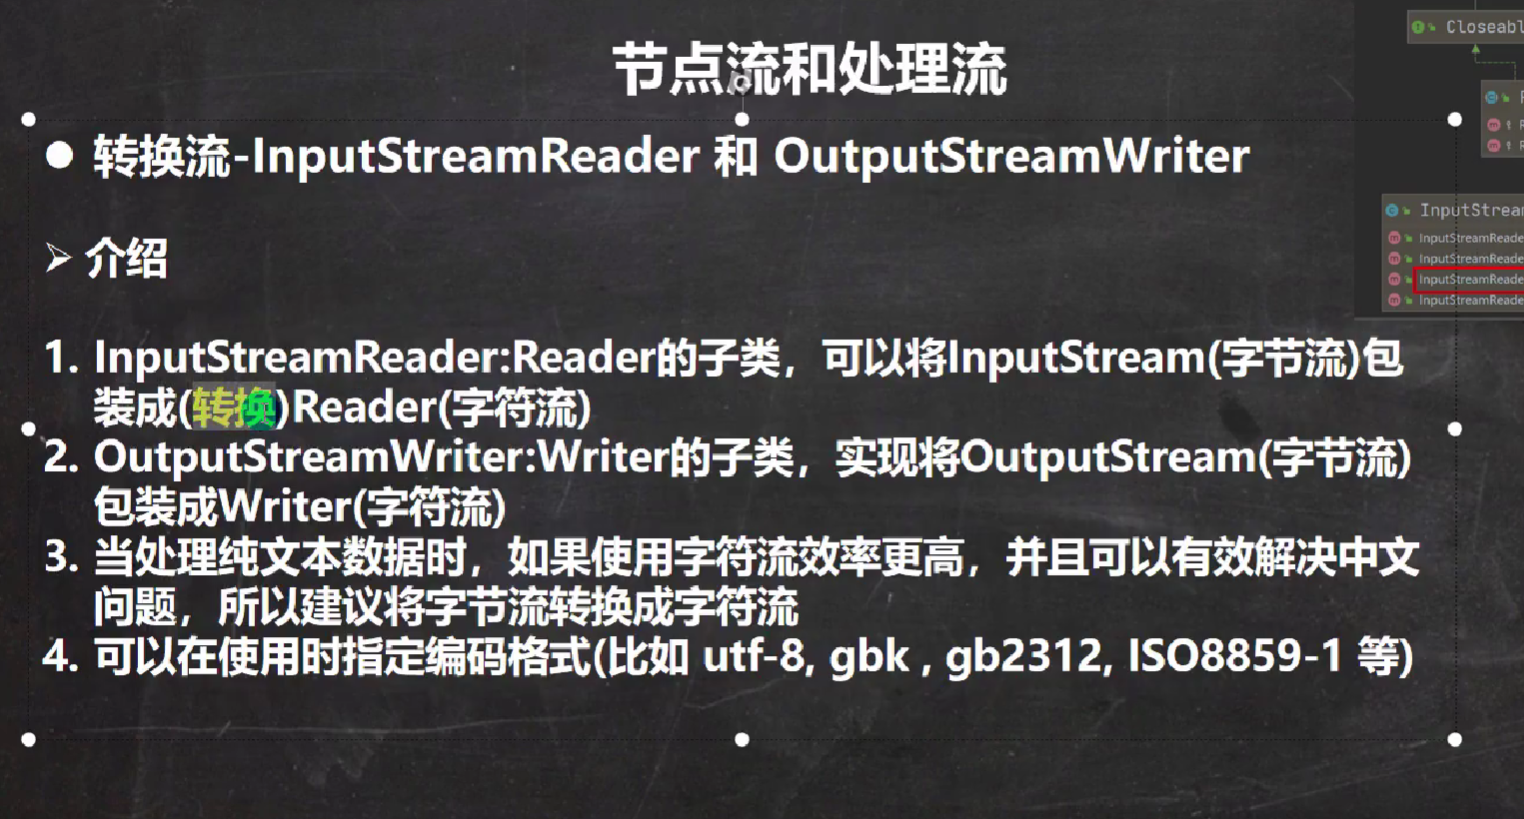 节点流和处理流
● 转换流-InputStreamReader 和 OutputStreamWriter
➢ 介绍
1. InputStreamReader:Reader的子类，可以将InputStream(字节流)包
装成(转换)Reader(字符流)
2. OutputStreamWriter:Writer的子类，实现将OutputStream(字节流)
包装成Writer(字符流)
3. 当处理纯文本数据时，如果使用字符流效率更高，并且可以有效解决中文
问题，所以建议将字节流转换成字符流
4. 可以在使用时指定编码格式(比如 utf-8, gbk , gb2312, ISO8859-1 等)
Closeabl
InputStream
InputStreamReade
InputStreamReade
InputStreamReade
InputStreamReade